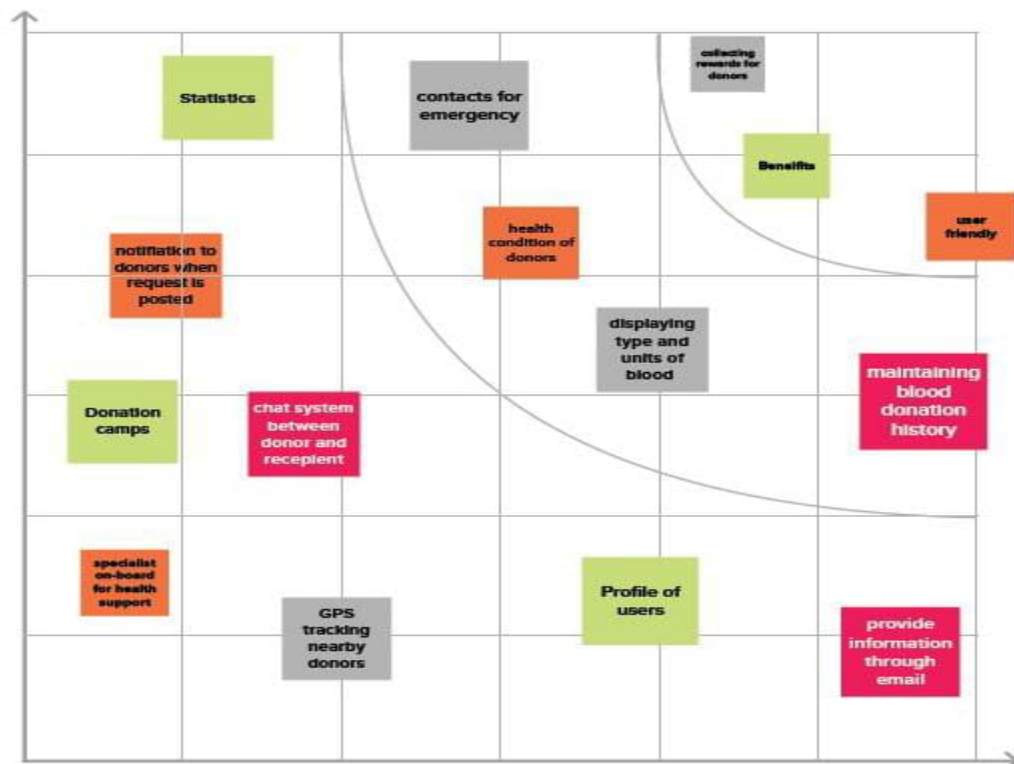 Statistics
contacts for
emergency
collecting
rewards for
donors
Beneifits
user
friendly
health
condition of
donors
notifiation to
donors when
request is
posted
displaying
type and
units of
blood
maintaining
blood
donation
history
Donation
camps
chat system
between
donor and
recepient
specialist
on-board
for health
support
GPS
tracking
nearby
donors
Profile of
users
provide
information
through
email